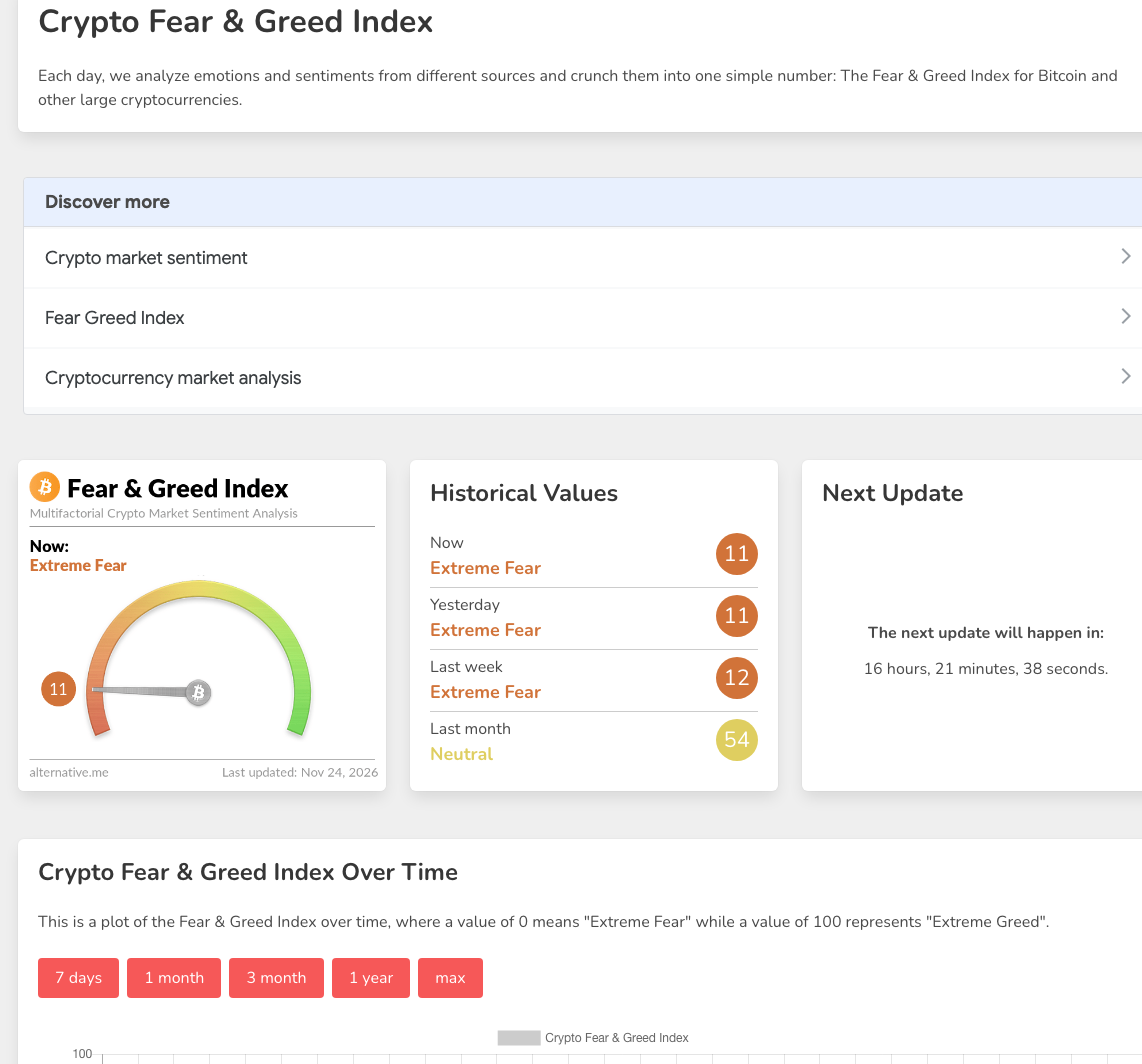 Crypto Fear & Greed Index
Each day, we analyze emotions and sentiments from different sources and crunch them into one simple number: The Fear & Greed Index for Bitcoin and
other large cryptocurrencies.
Discover more
Crypto market sentiment
Fear Greed Index
Cryptocurrency market analysis
Fear & Greed Index
Multifactorial Crypto Market Sentiment Analysis
Now:
Extreme Fear
11
alternative.me
Last updated: Nov 24, 2026
Historical Values
Now
Extreme Fear
11
Yesterday
Extreme Fear
11
Last week
Extreme Fear
12
Last month
Neutral
54
Next Update
The next update will happen in:
16 hours, 21 minutes, 38 seconds.
Crypto Fear & Greed Index Over Time
This is a plot of the Fear & Greed Index over time, where a value of 0 means "Extreme Fear" while a value of 100 represents "Extreme Greed".
7 days
1 month
3 month
1 year
max
Crypto Fear & Greed Index
100